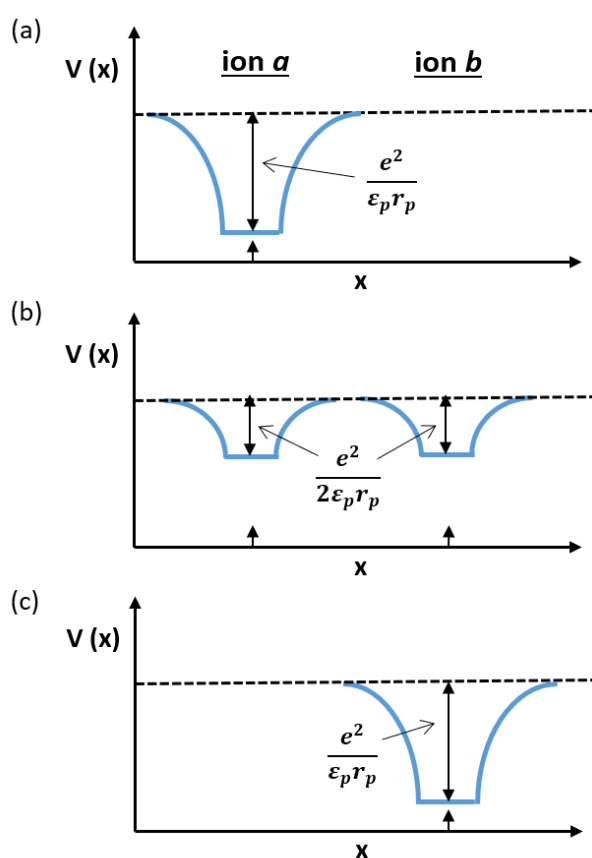 (a)
V (x)
ion a
ion b
e²
εₚrₚ
x
(b)
V (x)
e²
2εₚrₚ
x
(c)
V (x)
e²
εₚrₚ
x